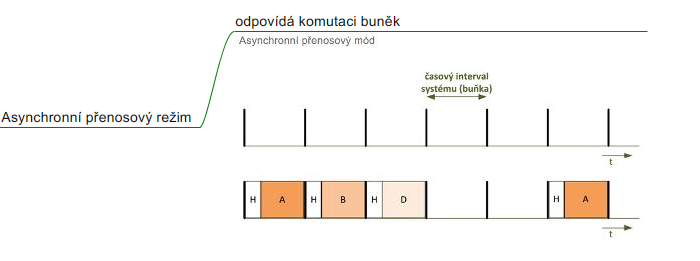 odpovídá komutaci buněk
Asynchronní přenosový mód
Asynchronní přenosový režim
časový interval
systému (buňka)
t
H A H B H D H A
t